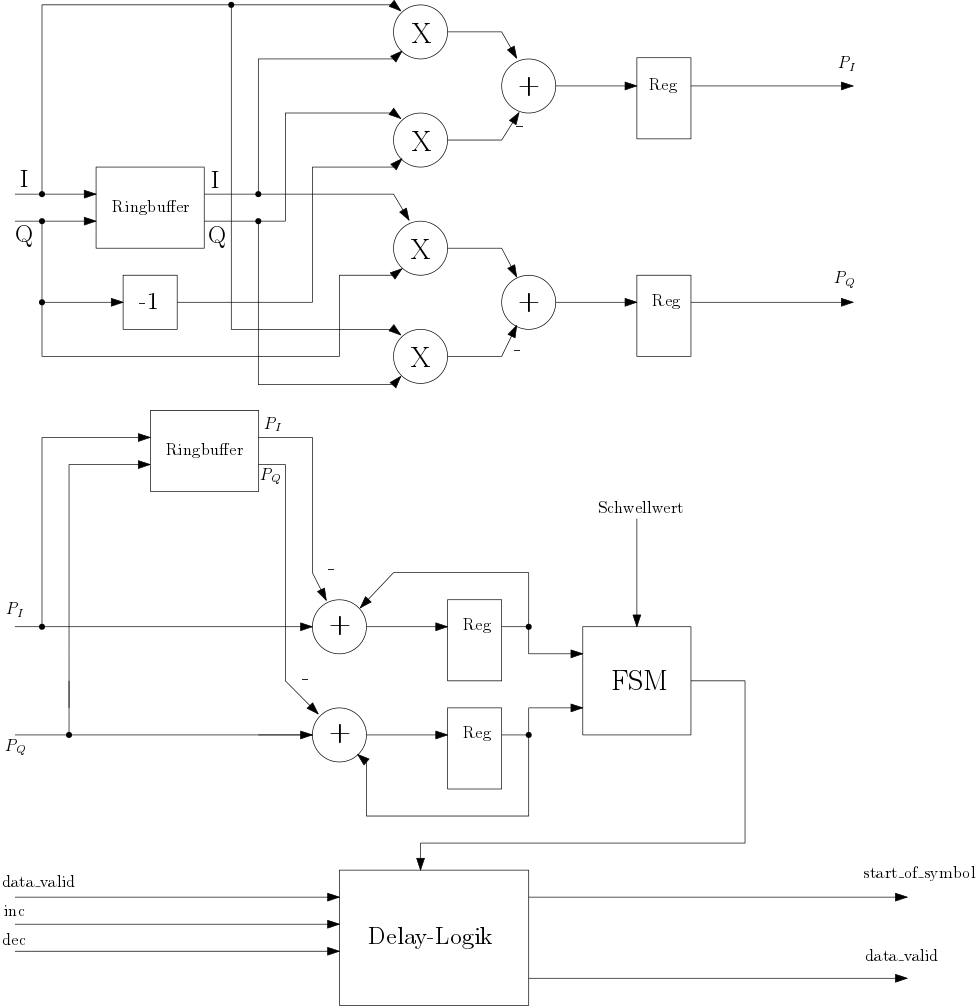 X
P_I
+
Reg
-
X
I
I
Ringbuffer
Q
Q
X
P_Q
-1
+
Reg
-
X
P_I
Ringbuffer
P_Q
Schwellwert
-
P_I
+
Reg
FSM
-
P_Q
+
Reg
data_valid
start_of_symbol
inc
dec
Delay-Logik
data_valid